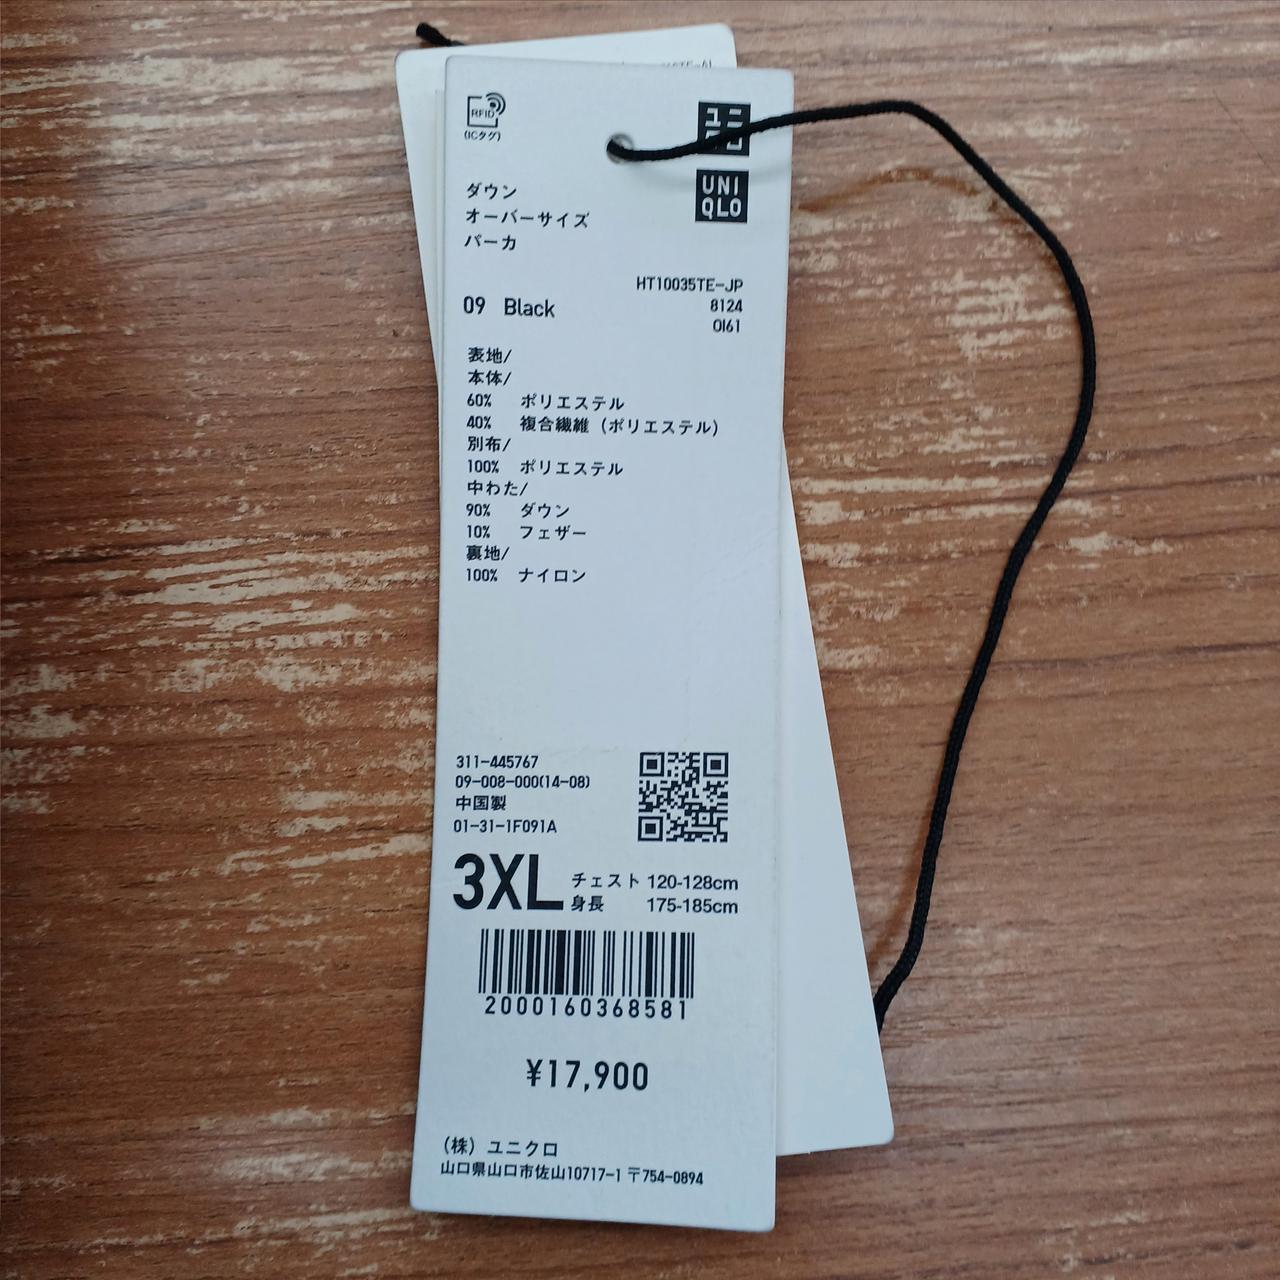 RFID
(ICタグ)
ユニ
クロ
UNI
QLO
ダウン
オーバーサイズ
パーカ
HT10035TE-JP
09 Black
8124
OI61
表地/
本体/
60% ポリエステル
40% 複合繊維 (ポリエステル)
別布/
100% ポリエステル
中わた/
90% ダウン
10% フェザー
裏地/
100% ナイロン
311-445767
09-008-000(14-08)
中国製
01-31-1F091A
3XL
チェスト 120-128cm
身長 175-185cm
2000160368581
¥17,900
(株) ユニクロ
山口県山口市佐山10717-1 〒754-0894